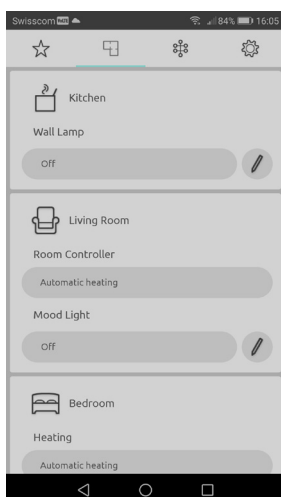 Swisscom 84% 16:05
Kitchen
Wall Lamp
Off
Living Room
Room Controller
Automatic heating
Mood Light
Off
Bedroom
Heating
Automatic heating